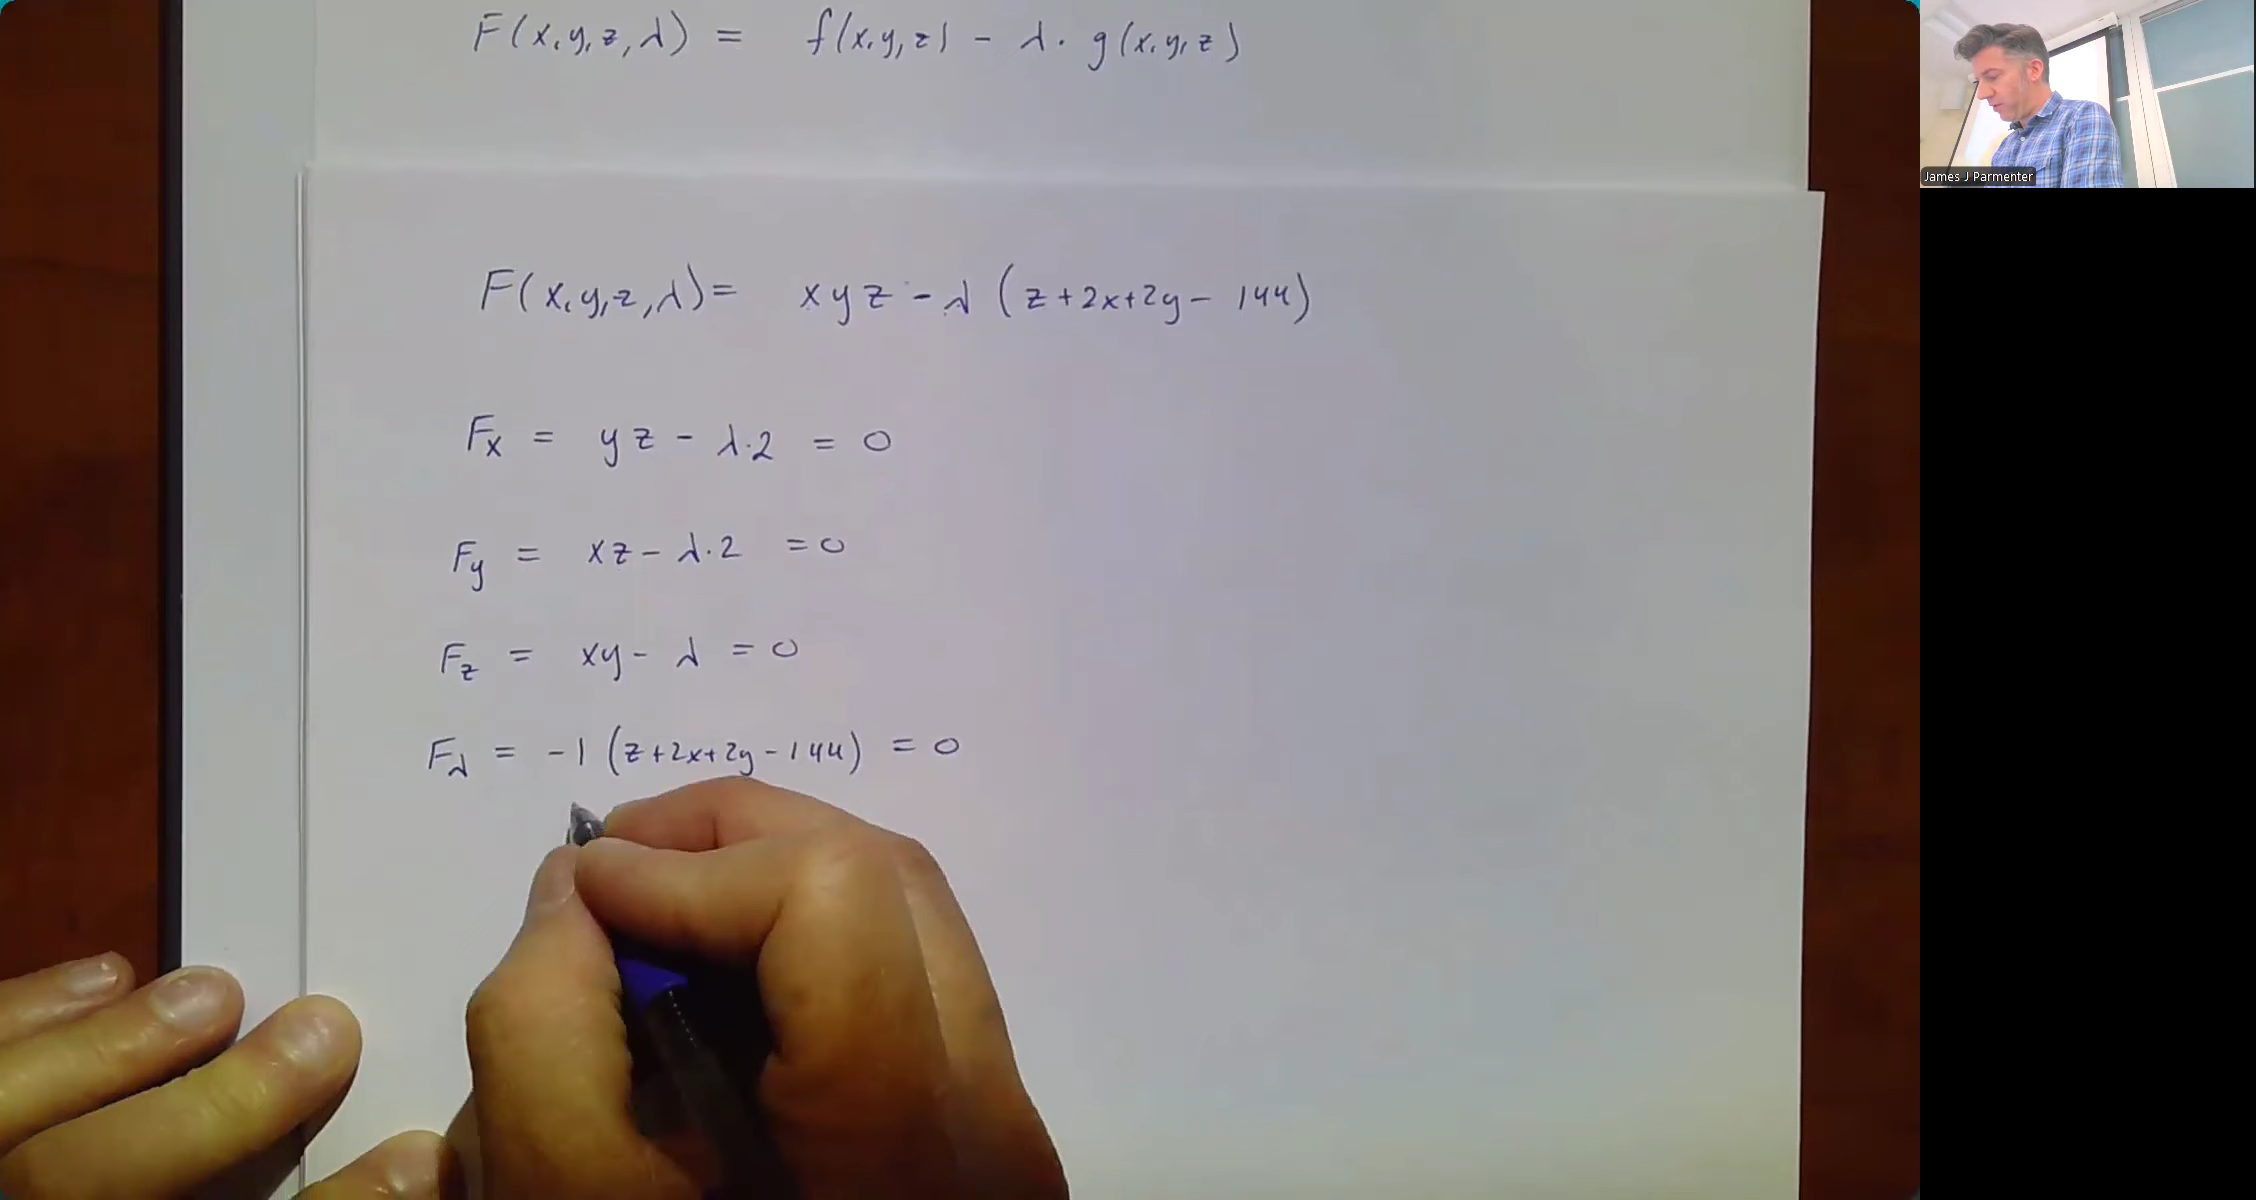 F(x,y,z,λ) = f(x,y,z) - λ· g(x,y,z)
James J Parmenter
F(x,y,z,λ)= xyz - λ (z+2x+2y- 144)
Fx = yz - λ·2 = 0
Fy = xz - λ·2 = 0
Fz = xy - λ = 0
Fλ = -1 (z+2x+2y-144) = 0